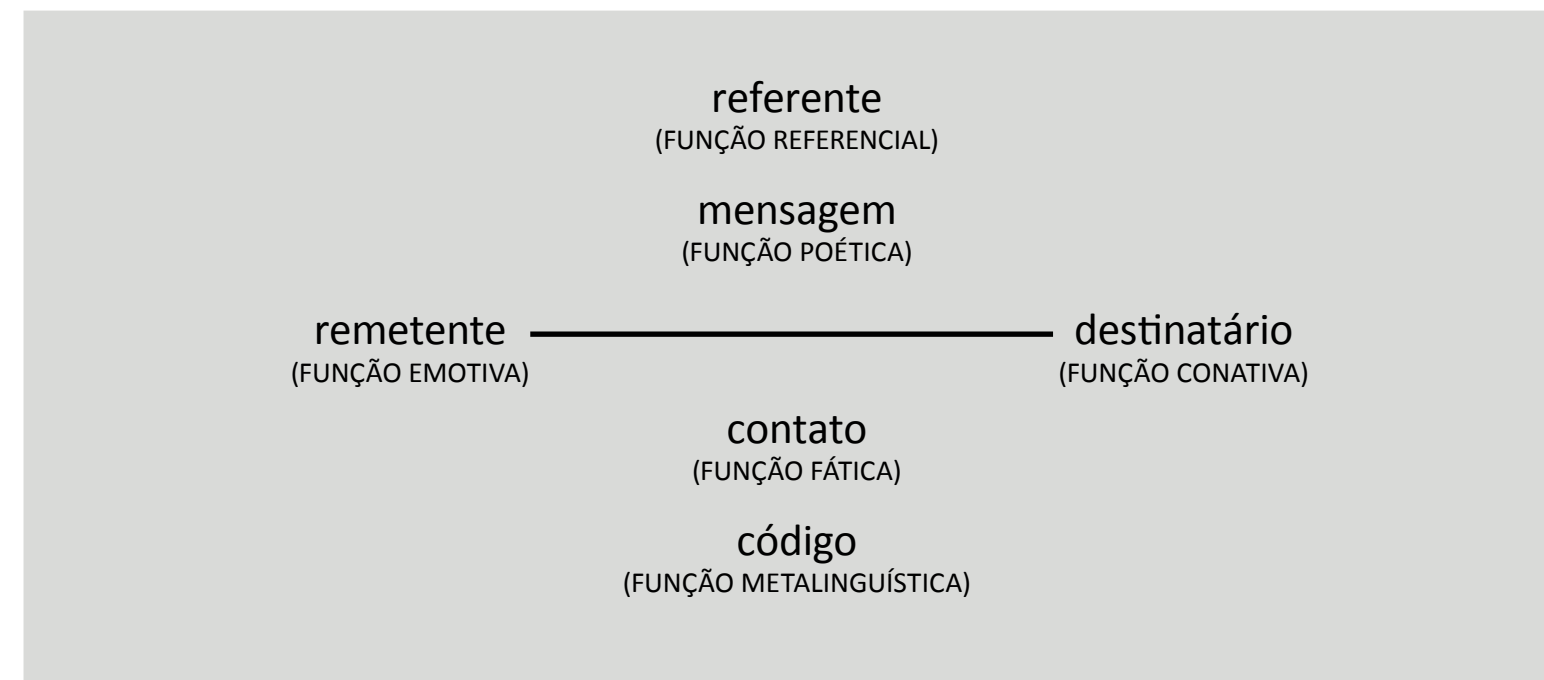 referente
(FUNÇÃO REFERENCIAL)
mensagem
(FUNÇÃO POÉTICA)
remetente destinatário
(FUNÇÃO EMOTIVA) (FUNÇÃO CONATIVA)
contato
(FUNÇÃO FÁTICA)
código
(FUNÇÃO METALINGUÍSTICA)